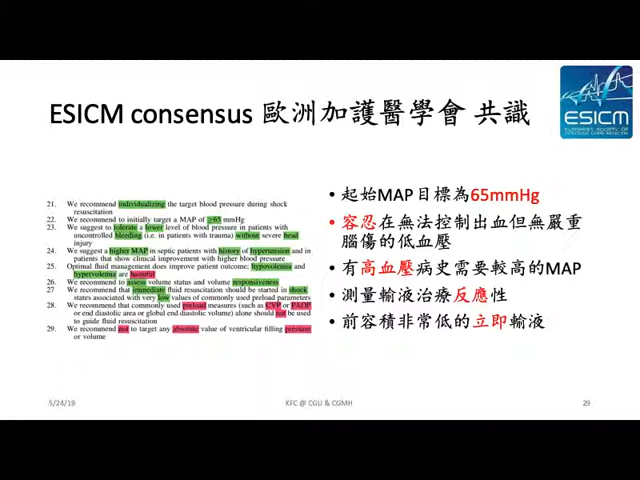 ESICM consensus 歐洲加護醫學會 共識
ESICM
EUROPEAN SOCIETY OF
INTENSIVE CARE MEDICINE
21. We recommend individualizing the target blood pressure during shock
resuscitation
22. We recommend to initially target a MAP of ≥65 mmHg
23. We suggest to tolerate a lower level of blood pressure in patients with
uncontrolled bleeding (i.e. in patients with trauma) without severe head
injury
24. We suggest a higher MAP in septic patients with history of hypertension and in
patients that show clinical improvement with higher blood pressure
25. Optimal fluid management does improve patient outcome; hypovolemia and
hypervolemia are harmful
26. We recommend to assess volume status and volume responsiveness
27 We recommend that immediate fluid resuscitation should be started in shock
states associated with very low values of commonly used preload parameters
28. We recommend that commonly used preload measures (such as CVP or PAOP
or end diastolic area or global end diastolic volume) alone should not be used
to guide fluid resuscitation
29. We recommend not to target any absolute value of ventricular filling pressure
or volume
• 起始MAP目標為65mmHg
• 容忍在無法控制出血但無嚴重
腦傷的低血壓
• 有高血壓病史需要較高的MAP
• 測量輸液治療反應性
• 前容積非常低的立即輸液
5/24/19
KFC @ CGU & CGMH
29